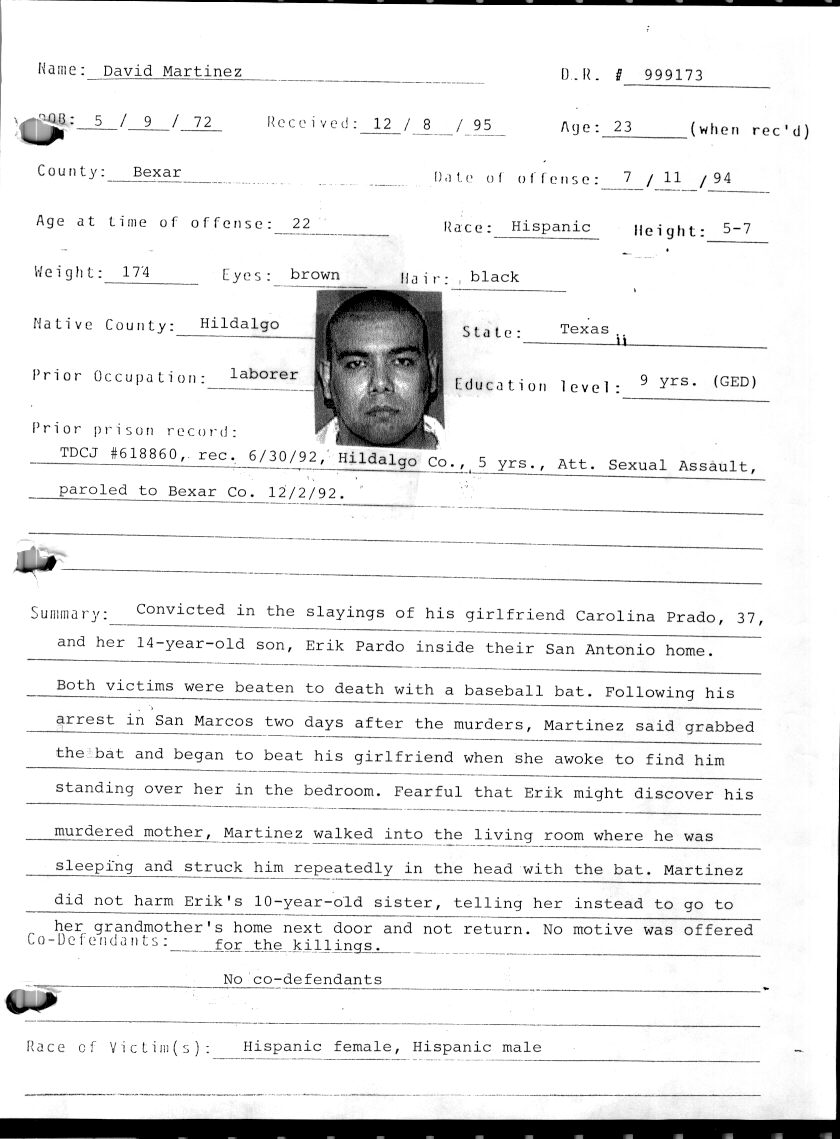 Name: David Martinez D.R. # 999173
DOB: 5 / 9 / 72 Received: 12 / 8 / 95 Age: 23 (when rec'd)
County: Bexar Date of offense: 7 / 11 / 94
Age at time of offense: 22 Race: Hispanic Height: 5-7
Weight: 174 Eyes: brown Hair: black
Native County: Hildalgo State: Texas
Prior Occupation: laborer Education level: 9 yrs. (GED)
Prior prison record:
TDCJ #618860, rec. 6/30/92, Hildalgo Co., 5 yrs., Att. Sexual Assault,
paroled to Bexar Co. 12/2/92.
Summary: Convicted in the slayings of his girlfriend Carolina Prado, 37,
and her 14-year-old son, Erik Pardo inside their San Antonio home.
Both victims were beaten to death with a baseball bat. Following his
arrest in San Marcos two days after the murders, Martinez said grabbed
the bat and began to beat his girlfriend when she awoke to find him
standing over her in the bedroom. Fearful that Erik might discover his
murdered mother, Martinez walked into the living room where he was
sleeping and struck him repeatedly in the head with the bat. Martinez
did not harm Erik's 10-year-old sister, telling her instead to go to
her grandmother's home next door and not return. No motive was offered
Co-Defendants: for the killings.
No co-defendants
Race of Victim(s): Hispanic female, Hispanic male